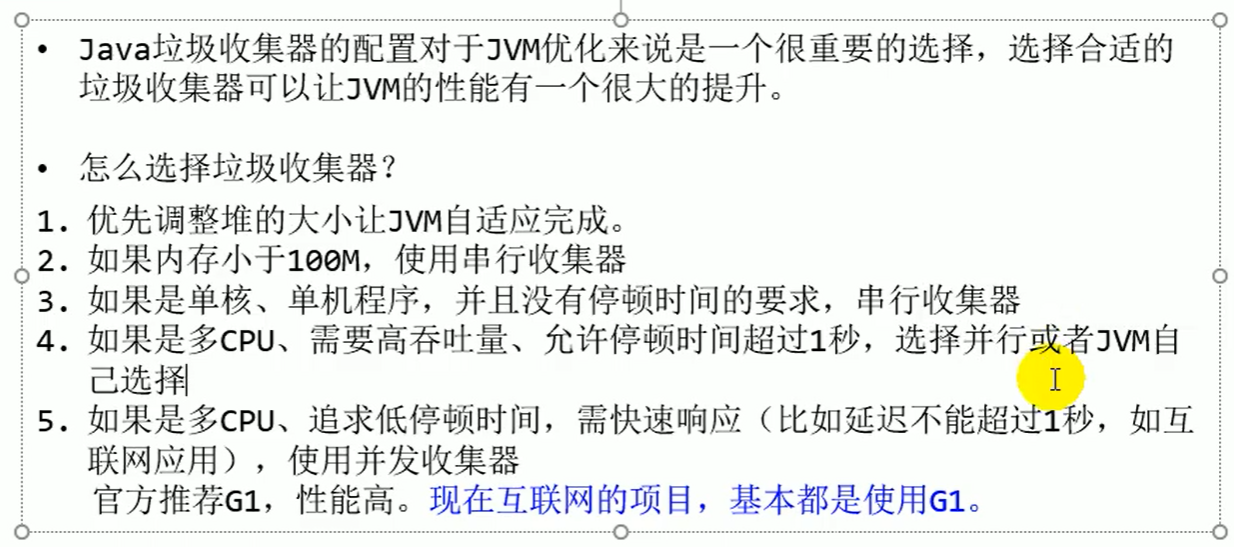 • Java垃圾收集器的配置对于JVM优化来说是一个很重要的选择，选择合适的
垃圾收集器可以让JVM的性能有一个很大的提升。
• 怎么选择垃圾收集器？
1. 优先调整堆的大小让JVM自适应完成。
2. 如果内存小于100M，使用串行收集器
3. 如果是单核、单机程序，并且没有停顿时间的要求，串行收集器
4. 如果是多CPU、需要高吞吐量、允许停顿时间超过1秒，选择并行或者JVM自
己选择
5. 如果是多CPU、追求低停顿时间，需快速响应（比如延迟不能超过1秒，如互
联网应用），使用并发收集器
官方推荐G1，性能高。现在互联网的项目，基本都是使用G1。